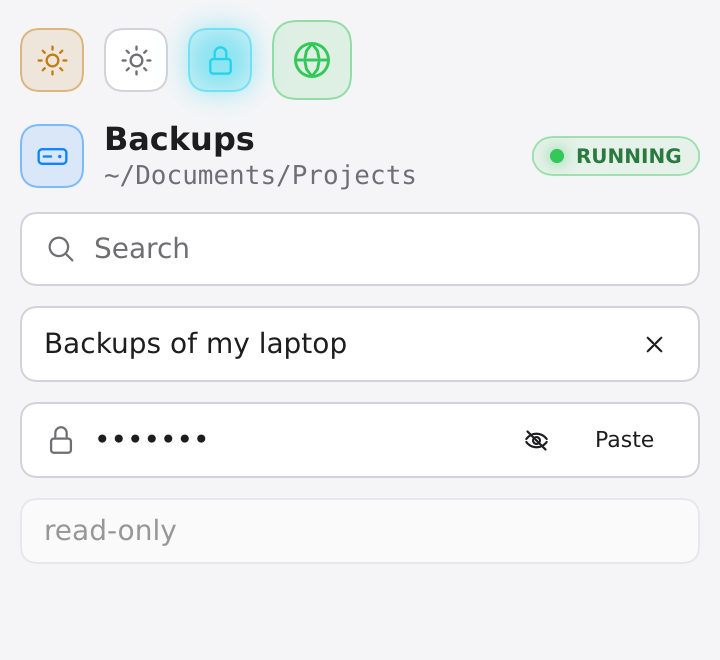 Backups
~/Documents/Projects
RUNNING
Search
Backups of my laptop
•••••••
Paste
read-only